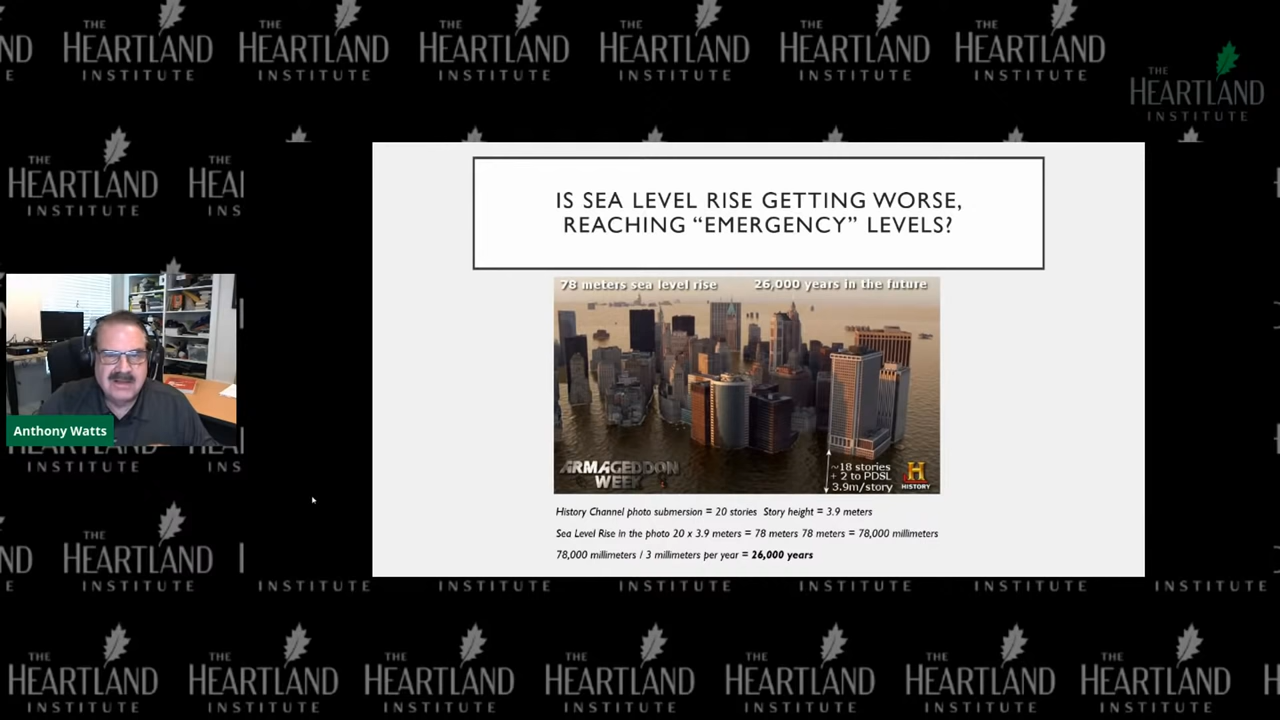 THE
HEARTLAND
INSTITUTE
IS SEA LEVEL RISE GETTING WORSE,
REACHING “EMERGENCY” LEVELS?
78 meters sea level rise
26,000 years in the future
ARMAGEDDON
WEEK
~18 stories
+ 2 to PDSL
3.9m/story
H
HISTORY
History Channel photo submersion = 20 stories Story height = 3.9 meters
Sea Level Rise in the photo 20 x 3.9 meters = 78 meters 78 meters = 78,000 millimeters
78,000 millimeters / 3 millimeters per year = 26,000 years
Anthony Watts